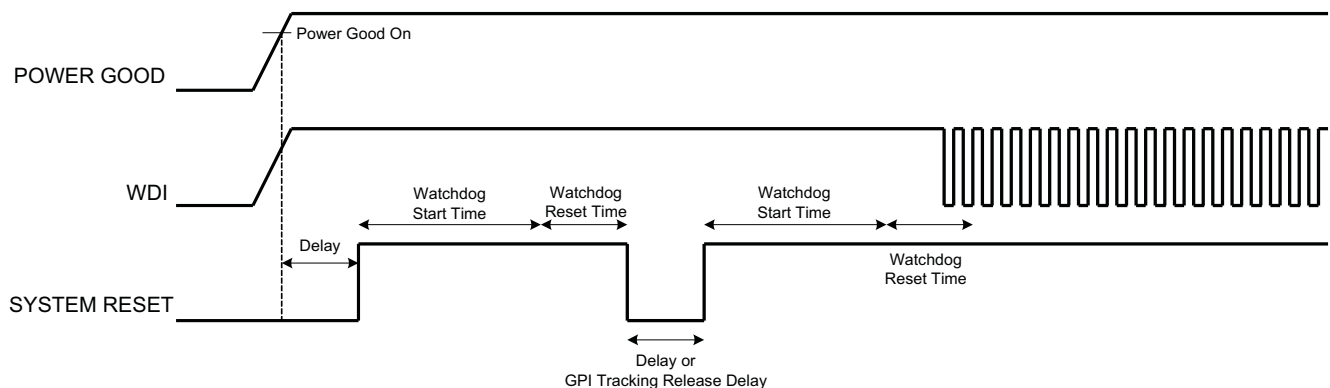 Power Good On
POWER GOOD
WDI
Watchdog
Start Time
Watchdog
Reset Time
Watchdog
Start Time
Delay
Watchdog
Reset Time
SYSTEM RESET
Delay or
GPI Tracking Release Delay